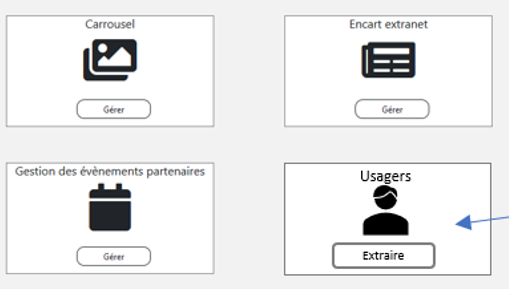 Carrousel
Gérer
Encart extranet
Gérer
Gestion des évènements partenaires
Gérer
Usagers
Extraire